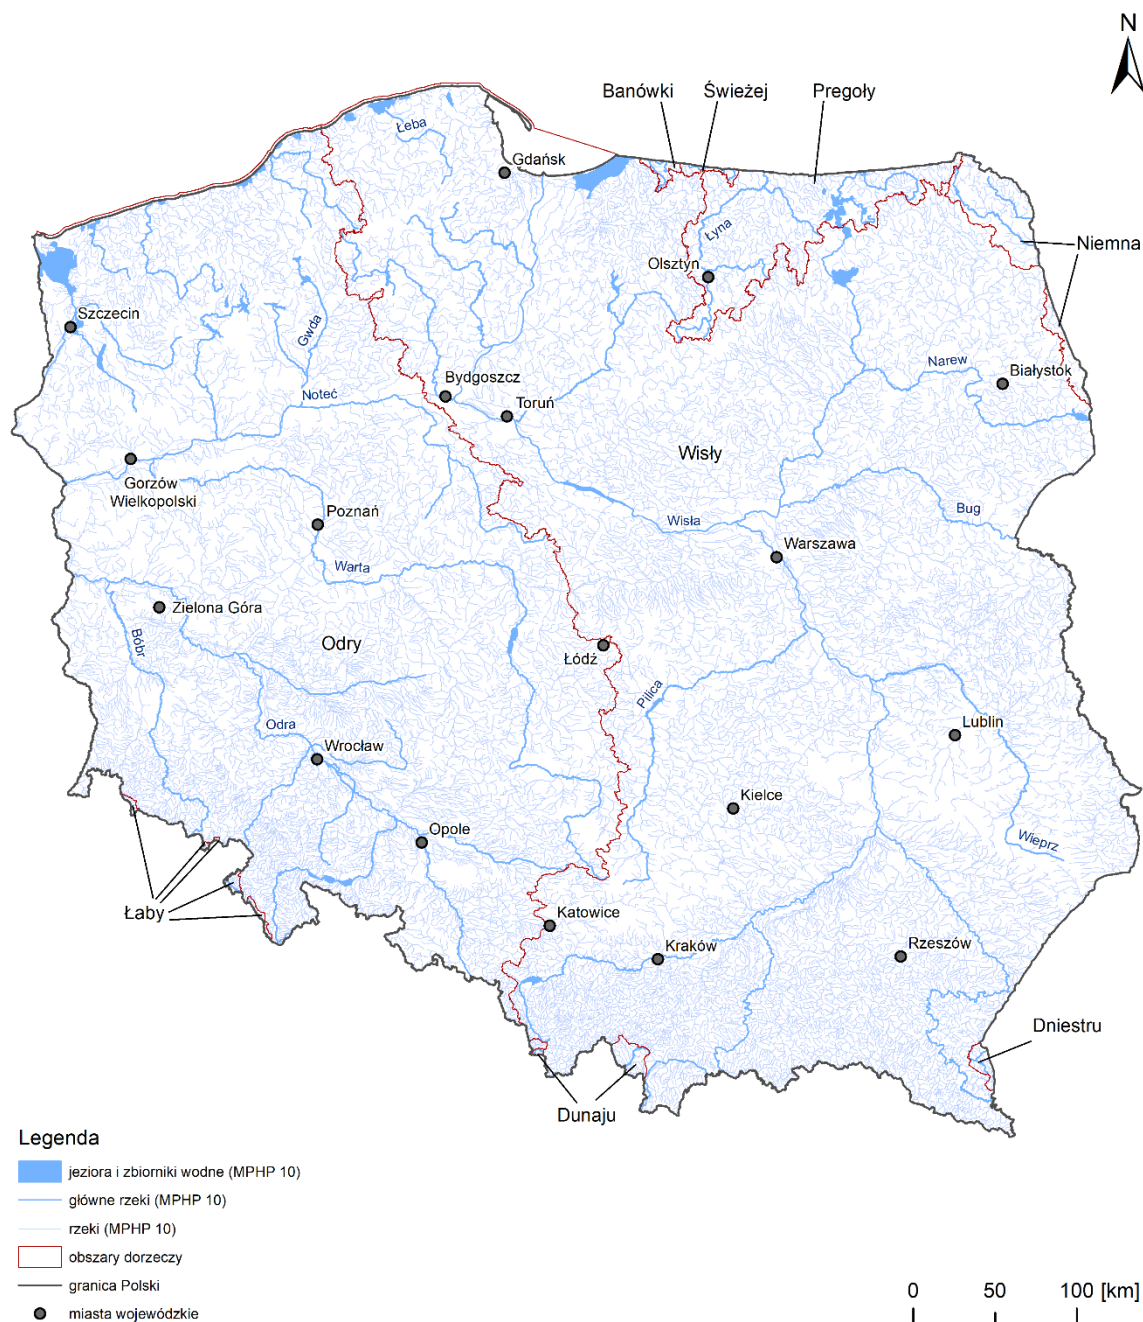 N
Banówki
Świeżej
Pregoły
Łeba
Gdańsk
Łyna
Niemna
Olsztyn
Szczecin
Gwda
Narew
Białystok
Bydgoszcz
Noteć
Toruń
Wisły
Gorzów
Wielkopolski
Poznań
Wisła
Bug
Warszawa
Warta
Zielona Góra
Bóbr
Odry
Łódź
Pilica
Odra
Lublin
Wrocław
Kielce
Opole
Wieprz
Łaby
Katowice
Kraków
Rzeszów
Dniestru
Dunaju
Legenda
jeziora i zbiorniki wodne (MPHP 10)
główne rzeki (MPHP 10)
rzeki (MPHP 10)
obszary dorzeczy
granica Polski
miasta wojewódzkie
0 50 100 [km]